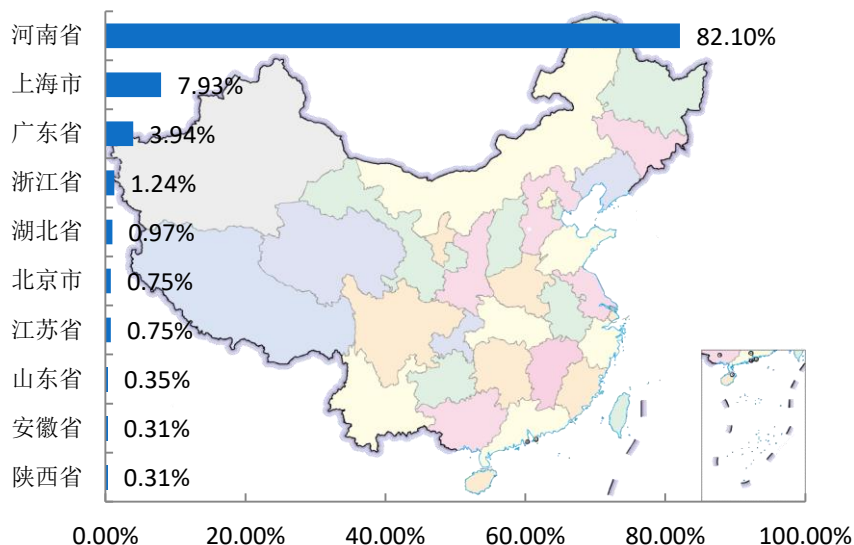 河南省 82.10%
上海市 7.93%
广东省 3.94%
浙江省 1.24%
湖北省 0.97%
北京市 0.75%
江苏省 0.75%
山东省 0.35%
安徽省 0.31%
陕西省 0.31%
0.00% 20.00% 40.00% 60.00% 80.00% 100.00%